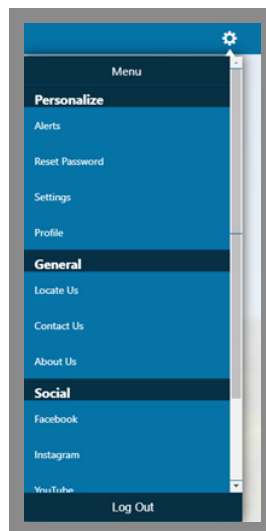 Menu
Personalize
Alerts
Reset Password
Settings
Profile
General
Locate Us
Contact Us
About Us
Social
Facebook
Instagram
YouTube
Log Out